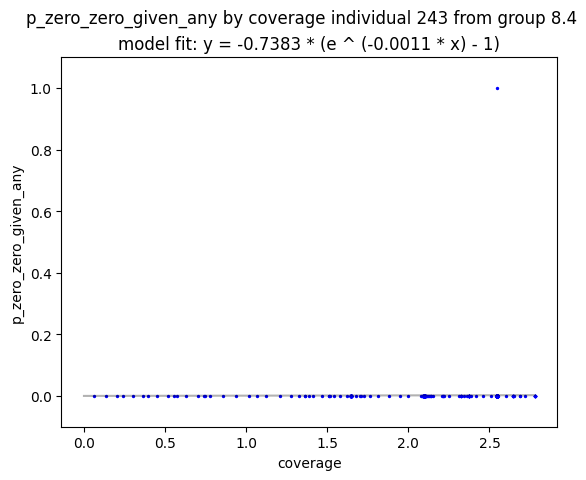 p_zero_zero_given_any by coverage individual 243 from group 8.4
model fit: y = -0.7383 * (e ^ (-0.0011 * x) - 1)
1.0
0.8
0.6
0.4
0.2
0.0
p_zero_zero_given_any
0.0 0.5 1.0 1.5 2.0 2.5
coverage